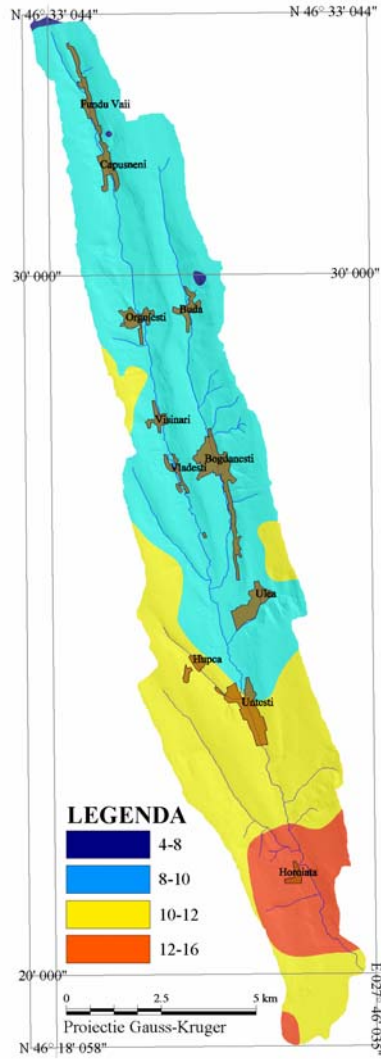 N 46° 33' 044" N 46° 33' 044"
Fundu Vaii
Capusneni
30' 000" 30' 000"
Buda
Orgoiesti
Visinari
Bogdanesti
Vladesti
Ulea
Hupca
Untesti
LEGENDA
4-8
8-10
Horoiata
10-12
12-16
20' 000"
0 2.5 5 km
Proiectie Gauss-Kruger
N 46° 18' 058"